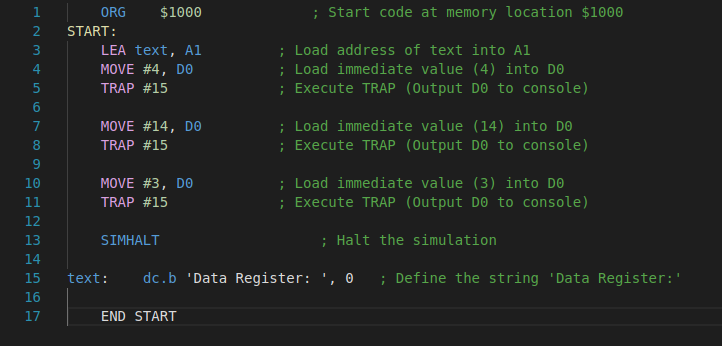 1 ORG $1000 ; Start code at memory location $1000
2 START:
3 LEA text, A1 ; Load address of text into A1
4 MOVE #4, D0 ; Load immediate value (4) into D0
5 TRAP #15 ; Execute TRAP (Output D0 to console)
6
7 MOVE #14, D0 ; Load immediate value (14) into D0
8 TRAP #15 ; Execute TRAP (Output D0 to console)
9
10 MOVE #3, D0 ; Load immediate value (3) into D0
11 TRAP #15 ; Execute TRAP (Output D0 to console)
12
13 SIMHALT ; Halt the simulation
14
15 text: dc.b 'Data Register: ', 0 ; Define the string 'Data Register:'
16
17 END START